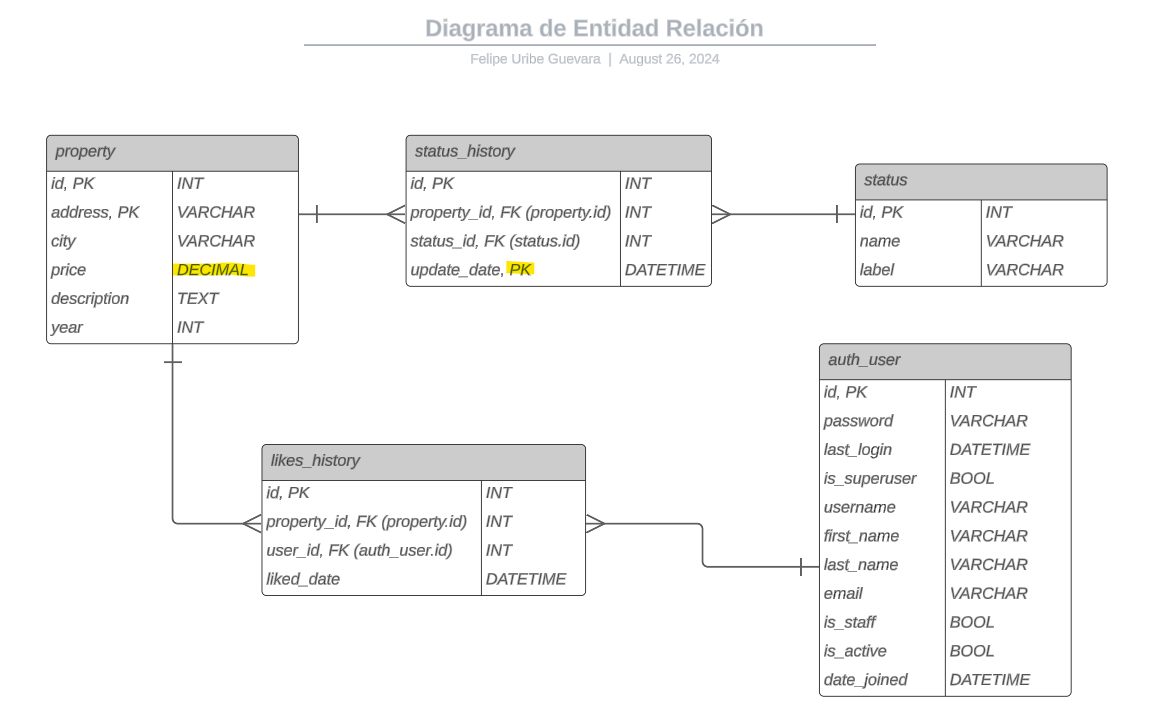 Diagrama de Entidad Relación
Felipe Uribe Guevara | August 26, 2024
property
id, PK INT
address, PK VARCHAR
city VARCHAR
price DECIMAL
description TEXT
year INT
status_history
id, PK INT
property_id, FK (property.id) INT
status_id, FK (status.id) INT
update_date, PK DATETIME
status
id, PK INT
name VARCHAR
label VARCHAR
likes_history
id, PK INT
property_id, FK (property.id) INT
user_id, FK (auth_user.id) INT
liked_date DATETIME
auth_user
id, PK INT
password VARCHAR
last_login DATETIME
is_superuser BOOL
username VARCHAR
first_name VARCHAR
last_name VARCHAR
email VARCHAR
is_staff BOOL
is_active BOOL
date_joined DATETIME